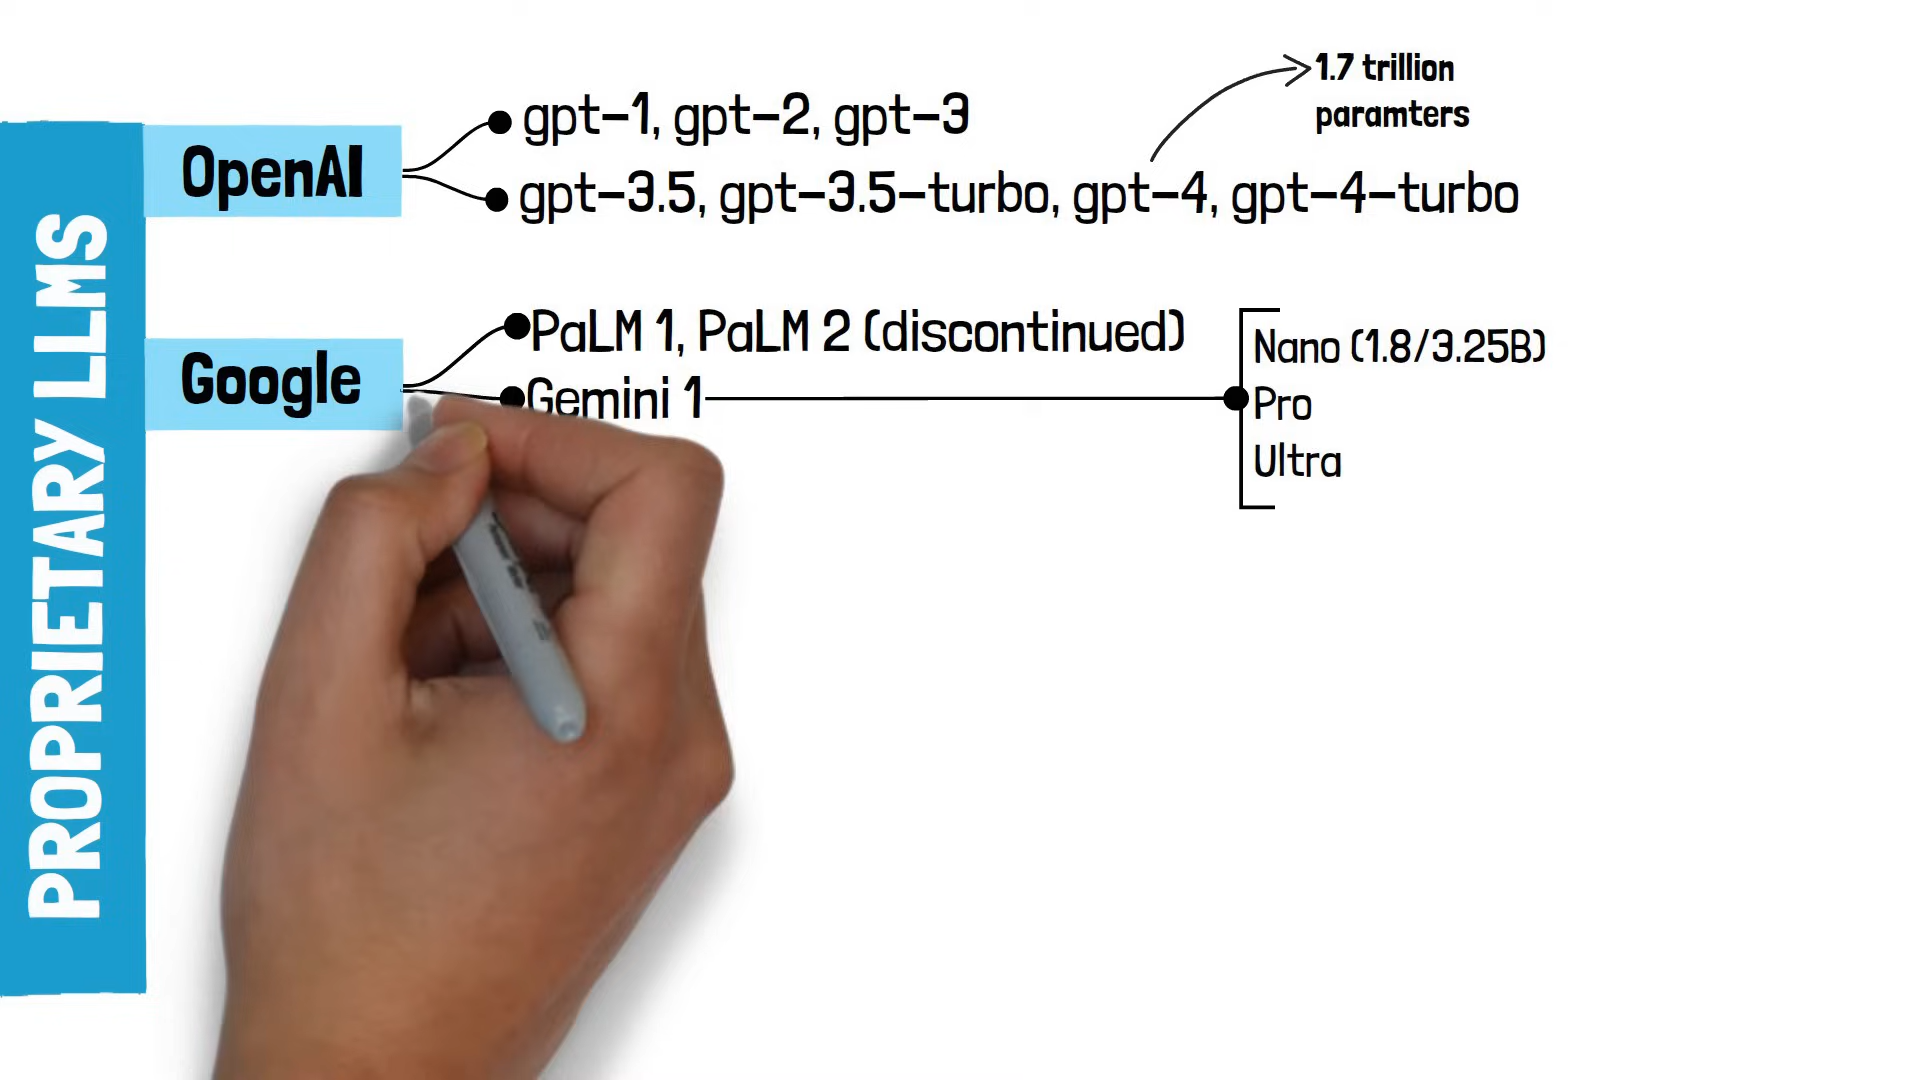 PROPRIETARY LLMS
OpenAI
gpt-1, gpt-2, gpt-3
gpt-3.5, gpt-3.5-turbo, gpt-4, gpt-4-turbo
1.7 trillion
paramters
Google
PaLM 1, PaLM 2 (discontinued)
Gemini 1
Nano (1.8/3.25B)
Pro
Ultra